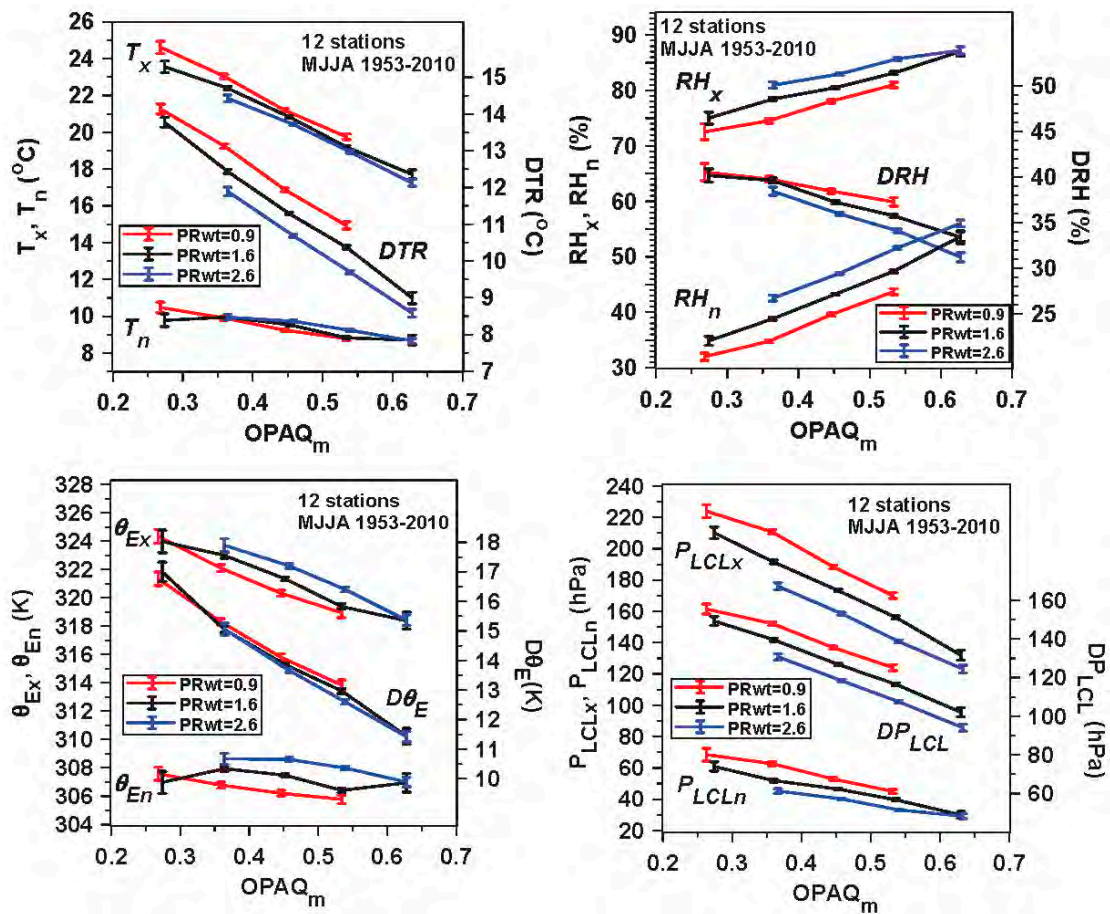 12 stations
MJJA 1953-2010
T_x
DTR
T_n
PRwt=0.9
PRwt=1.6
PRwt=2.6
T_x, T_n (°C)
26
24
22
20
18
16
14
12
10
8
DTR (°C)
15
14
13
12
11
10
9
8
7
0.2 0.3 0.4 0.5 0.6 0.7
OPAQ_m
12 stations
MJJA 1953-2010
RH_x
DRH
RH_n
PRwt=0.9
PRwt=1.6
PRwt=2.6
RH_x, RH_n (%)
90
80
70
60
50
40
30
DRH (%)
50
45
40
35
30
25
0.2 0.3 0.4 0.5 0.6 0.7
OPAQ_m
12 stations
MJJA 1953-2010
θ_Ex
Dθ_E
θ_En
PRwt=0.9
PRwt=1.6
PRwt=2.6
θ_Ex, θ_En (K)
328
326
324
322
320
318
316
314
312
310
308
306
304
Dθ_E (K)
18
17
16
15
14
13
12
11
10
0.2 0.3 0.4 0.5 0.6 0.7
OPAQ_m
12 stations
MJJA 1953-2010
P_LCLx
DP_LCL
P_LCLn
PRwt=0.9
PRwt=1.6
PRwt=2.6
P_LCLx, P_LCLn (hPa)
240
220
200
180
160
140
120
100
80
60
40
20
DP_LCL (hPa)
160
140
120
100
80
60
0.2 0.3 0.4 0.5 0.6 0.7
OPAQ_m